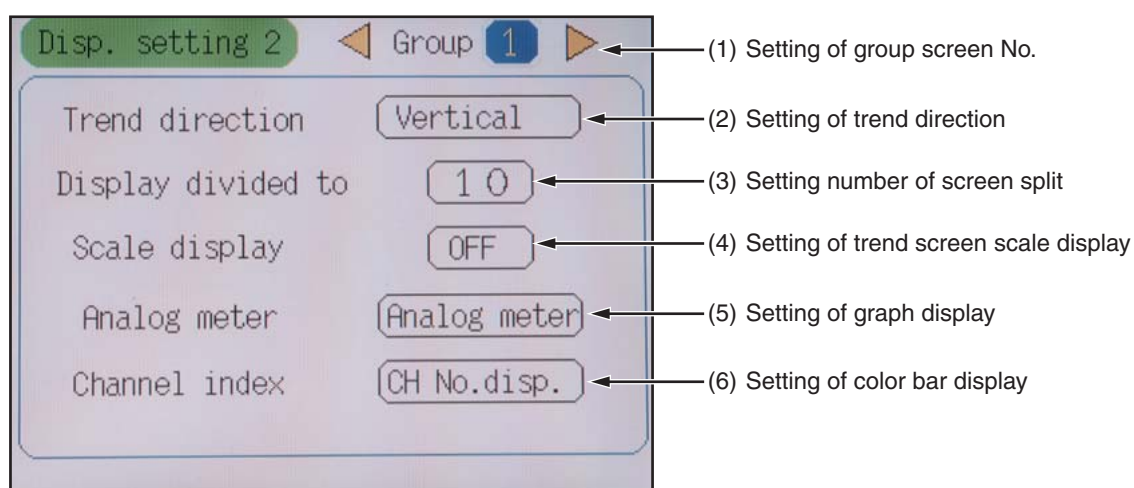 Disp. setting 2 Group 1 (1) Setting of group screen No.
Trend direction Vertical (2) Setting of trend direction
Display divided to 10 (3) Setting number of screen split
Scale display OFF (4) Setting of trend screen scale display
Analog meter Analog meter (5) Setting of graph display
Channel index CH No.disp. (6) Setting of color bar display